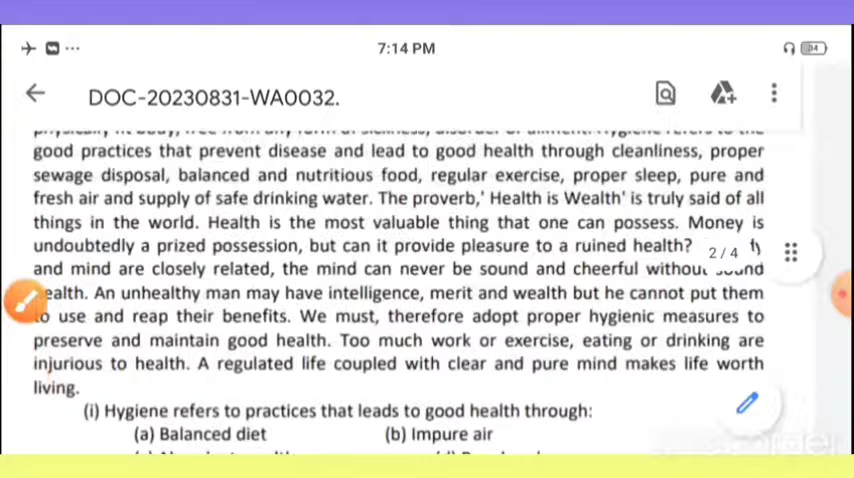 7:14 PM
34
DOC-20230831-WA0032.
good practices that prevent disease and lead to good health through cleanliness, proper
sewage disposal, balanced and nutritious food, regular exercise, proper sleep, pure and
fresh air and supply of safe drinking water. The proverb,' Health is Wealth' is truly said of all
things in the world. Health is the most valuable thing that one can possess. Money is
undoubtedly a prized possession, but can it provide pleasure to a ruined health?
2/4
and mind are closely related, the mind can never be sound and cheerful without sound
ealth. An unhealthy man may have intelligence, merit and wealth but he cannot put them
to use and reap their benefits. We must, therefore adopt proper hygienic measures to
preserve and maintain good health. Too much work or exercise, eating or drinking are
injurious to health. A regulated life coupled with clear and pure mind makes life worth
living.
(i) Hygiene refers to practices that leads to good health through:
(a) Balanced diet (b) Impure air